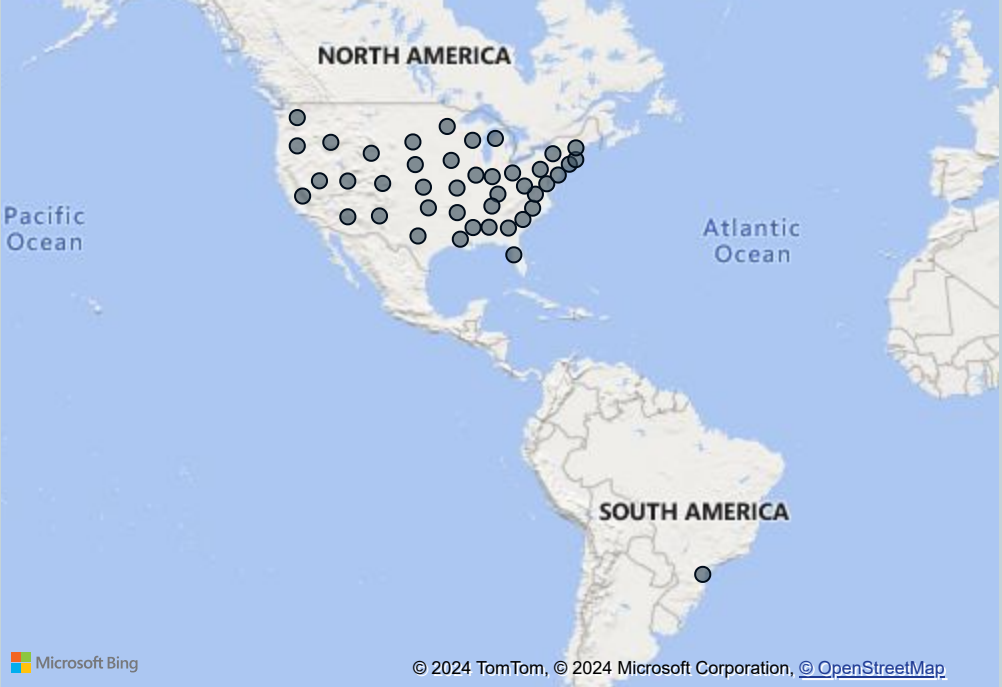 NORTH AMERICA
Pacific
Ocean
Atlantic
Ocean
SOUTH AMERICA
Microsoft Bing
© 2024 TomTom, © 2024 Microsoft Corporation, © OpenStreetMap